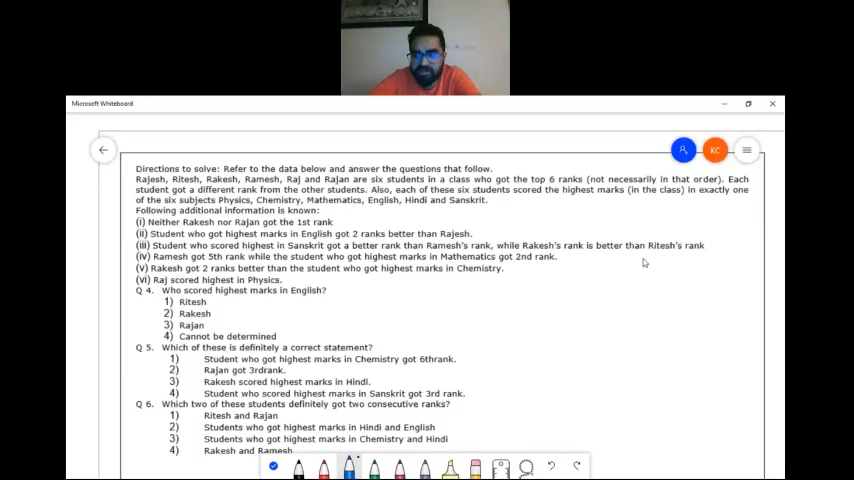 Microsoft Whiteboard
KC
Directions to solve: Refer to the data below and answer the questions that follow.
Rajesh, Ritesh, Rakesh, Ramesh, Raj and Rajan are six students in a class who got the top 6 ranks (not necessarily in that order). Each
student got a different rank from the other students. Also, each of these six students scored the highest marks (in the class) in exactly one
of the six subjects Physics, Chemistry, Mathematics, English, Hindi and Sanskrit.
Following additional information is known:
(i) Neither Rakesh nor Rajan got the 1st rank
(ii) Student who got highest marks in English got 2 ranks better than Rajesh.
(iii) Student who scored highest in Sanskrit got a better rank than Ramesh's rank, while Rakesh's rank is better than Ritesh's rank
(iv) Ramesh got 5th rank while the student who got highest marks in Mathematics got 2nd rank.
(v) Rakesh got 2 ranks better than the student who got highest marks in Chemistry.
(vi) Raj scored highest in Physics.
Q 4. Who scored highest marks in English?
1) Ritesh
2) Rakesh
3) Rajan
4) Cannot be determined
Q 5. Which of these is definitely a correct statement?
1) Student who got highest marks in Chemistry got 6thrank.
2) Rajan got 3rdrank.
3) Rakesh scored highest marks in Hindi.
4) Student who scored highest marks in Sanskrit got 3rd rank.
Q 6. Which two of these students definitely got two consecutive ranks?
1) Ritesh and Rajan
2) Students who got highest marks in Hindi and English
3) Students who got highest marks in Chemistry and Hindi
4) Rakesh and Ramesh